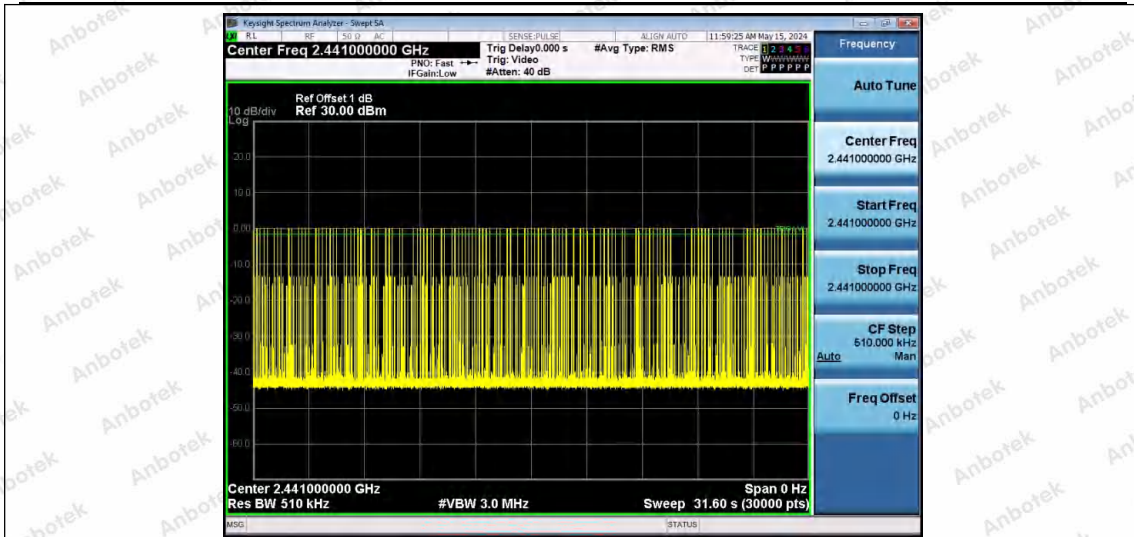 Keysight Spectrum Analyzer - Swept SA
RL RF 50 Ω AC SENSE:PULSE ALIGN AUTO 11:59:25 AM May 15, 2024
Center Freq 2.441000000 GHz
PNO: Fast
IFGain:Low
Trig Delay0.000 s
Trig: Video
#Atten: 40 dB
#Avg Type: RMS
TRACE 1 2 3 4 5 6
TYPE WWWWWW
DET P P P P P P
Ref Offset 1 dB
10 dB/div Ref 30.00 dBm
Log
20.0
10.0
0.00
-10.0
-20.0
-30.0
-40.0
-50.0
-60.0
Center 2.441000000 GHz Span 0 Hz
Res BW 510 kHz #VBW 3.0 MHz Sweep 31.60 s (30000 pts)
MSG STATUS
Frequency
Auto Tune
Center Freq
2.441000000 GHz
Start Freq
2.441000000 GHz
Stop Freq
2.441000000 GHz
CF Step
510.000 kHz
Auto Man
Freq Offset
0 Hz
Anbotek